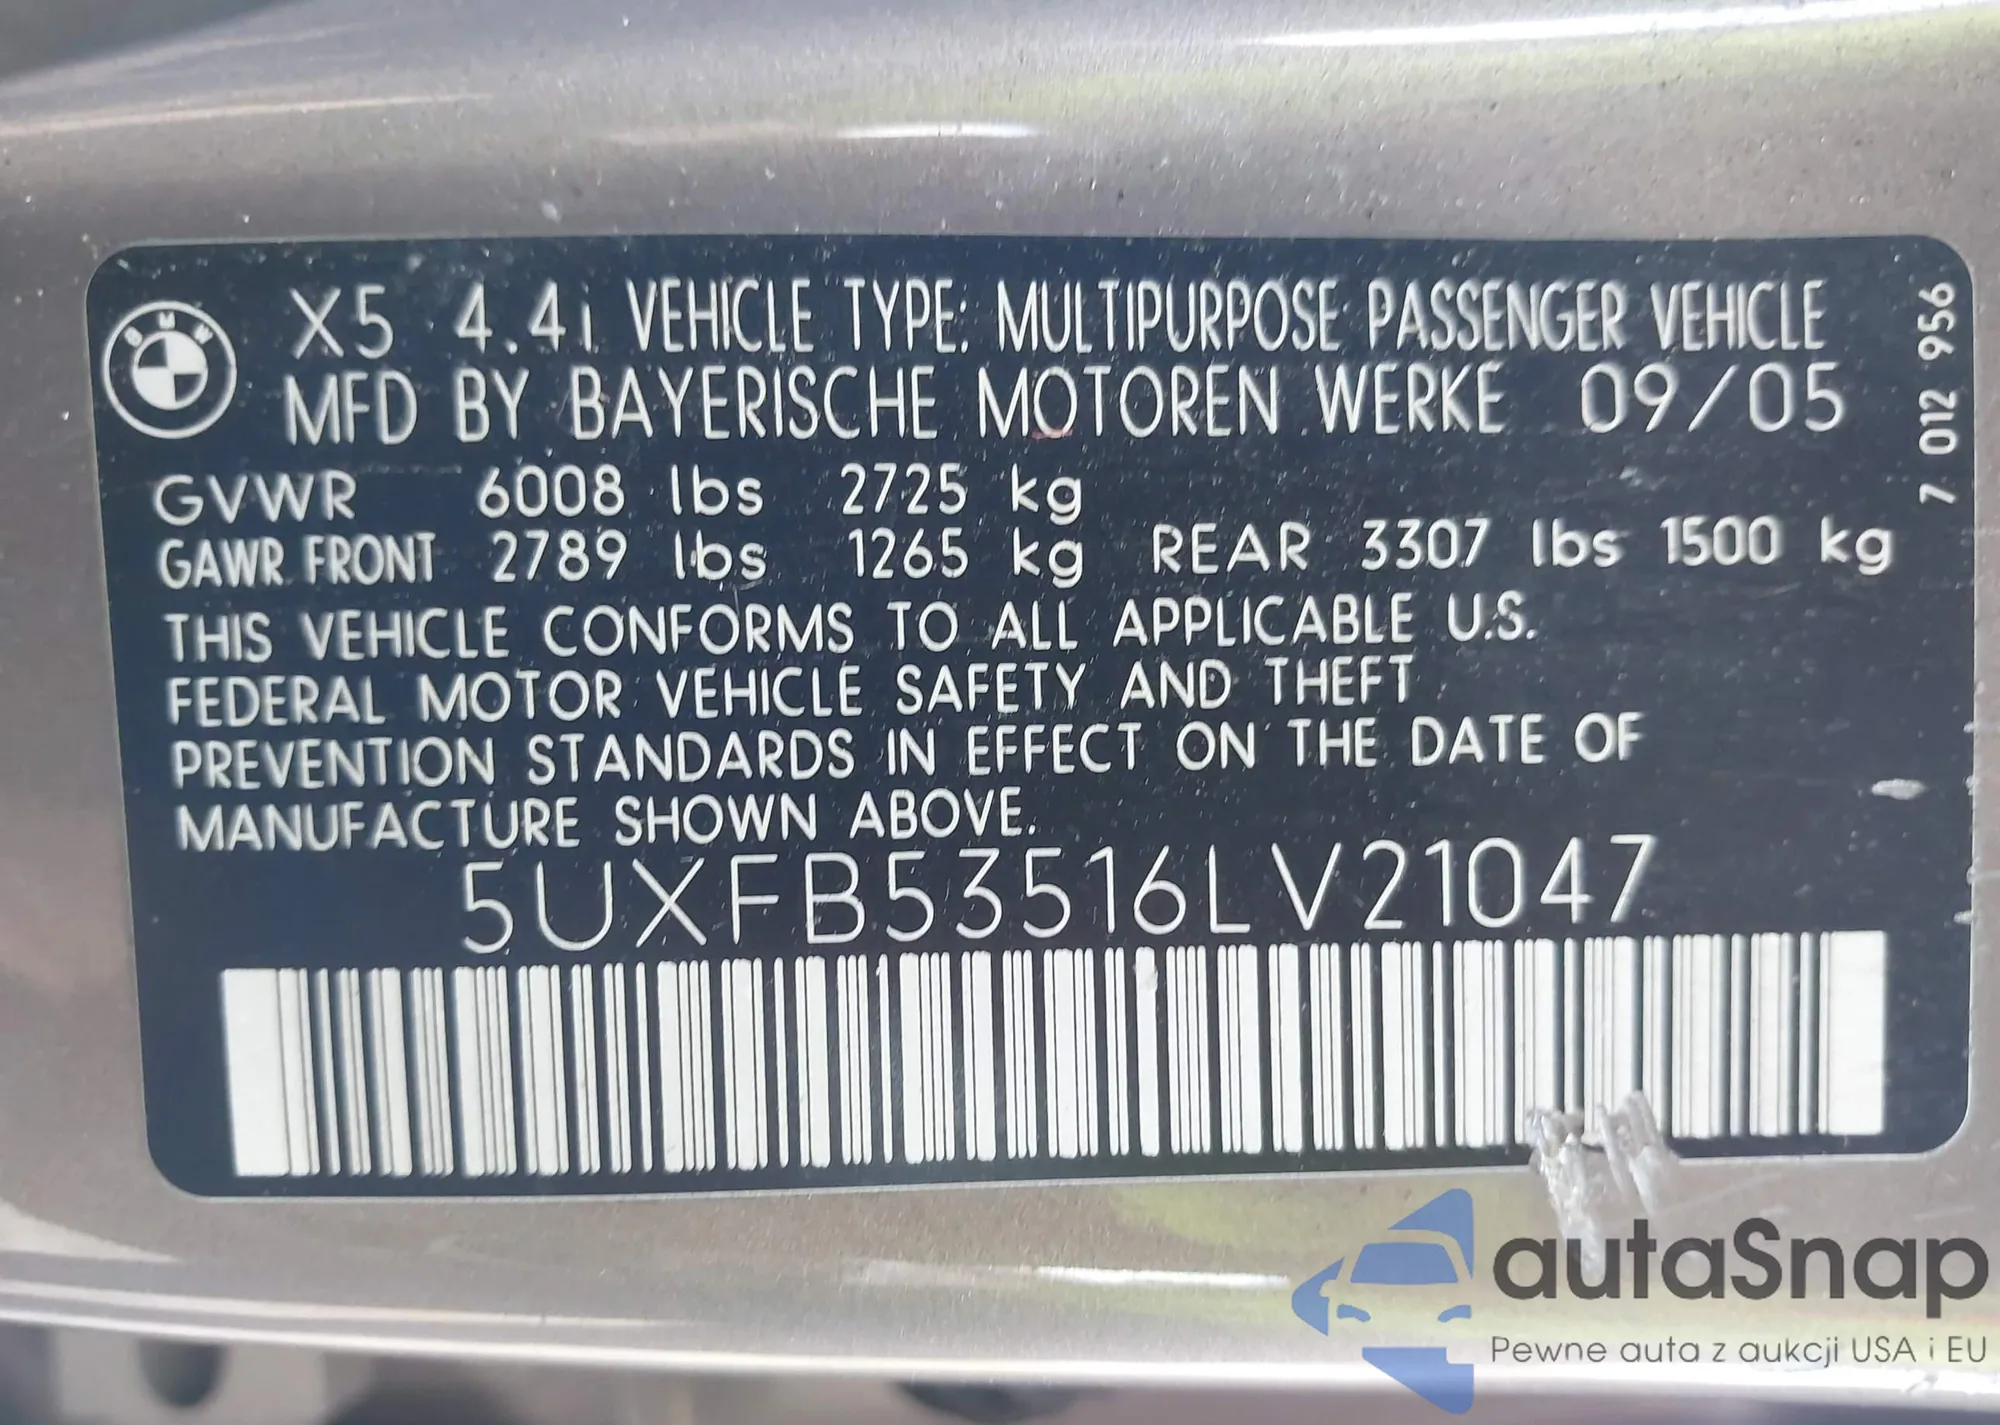 BMW
X5 4.4i VEHICLE TYPE: MULTIPURPOSE PASSENGER VEHICLE
MFD BY BAYERISCHE MOTOREN WERKE 09/05
GVWR 6008 lbs 2725 kg
GAWR FRONT 2789 lbs 1265 kg REAR 3307 lbs 1500 kg
THIS VEHICLE CONFORMS TO ALL APPLICABLE U.S.
FEDERAL MOTOR VEHICLE SAFETY AND THEFT
PREVENTION STANDARDS IN EFFECT ON THE DATE OF
MANUFACTURE SHOWN ABOVE.
5UXFB53516LV21047
7 012 956
autaSnap
Pewne auta z aukcji USA i EU